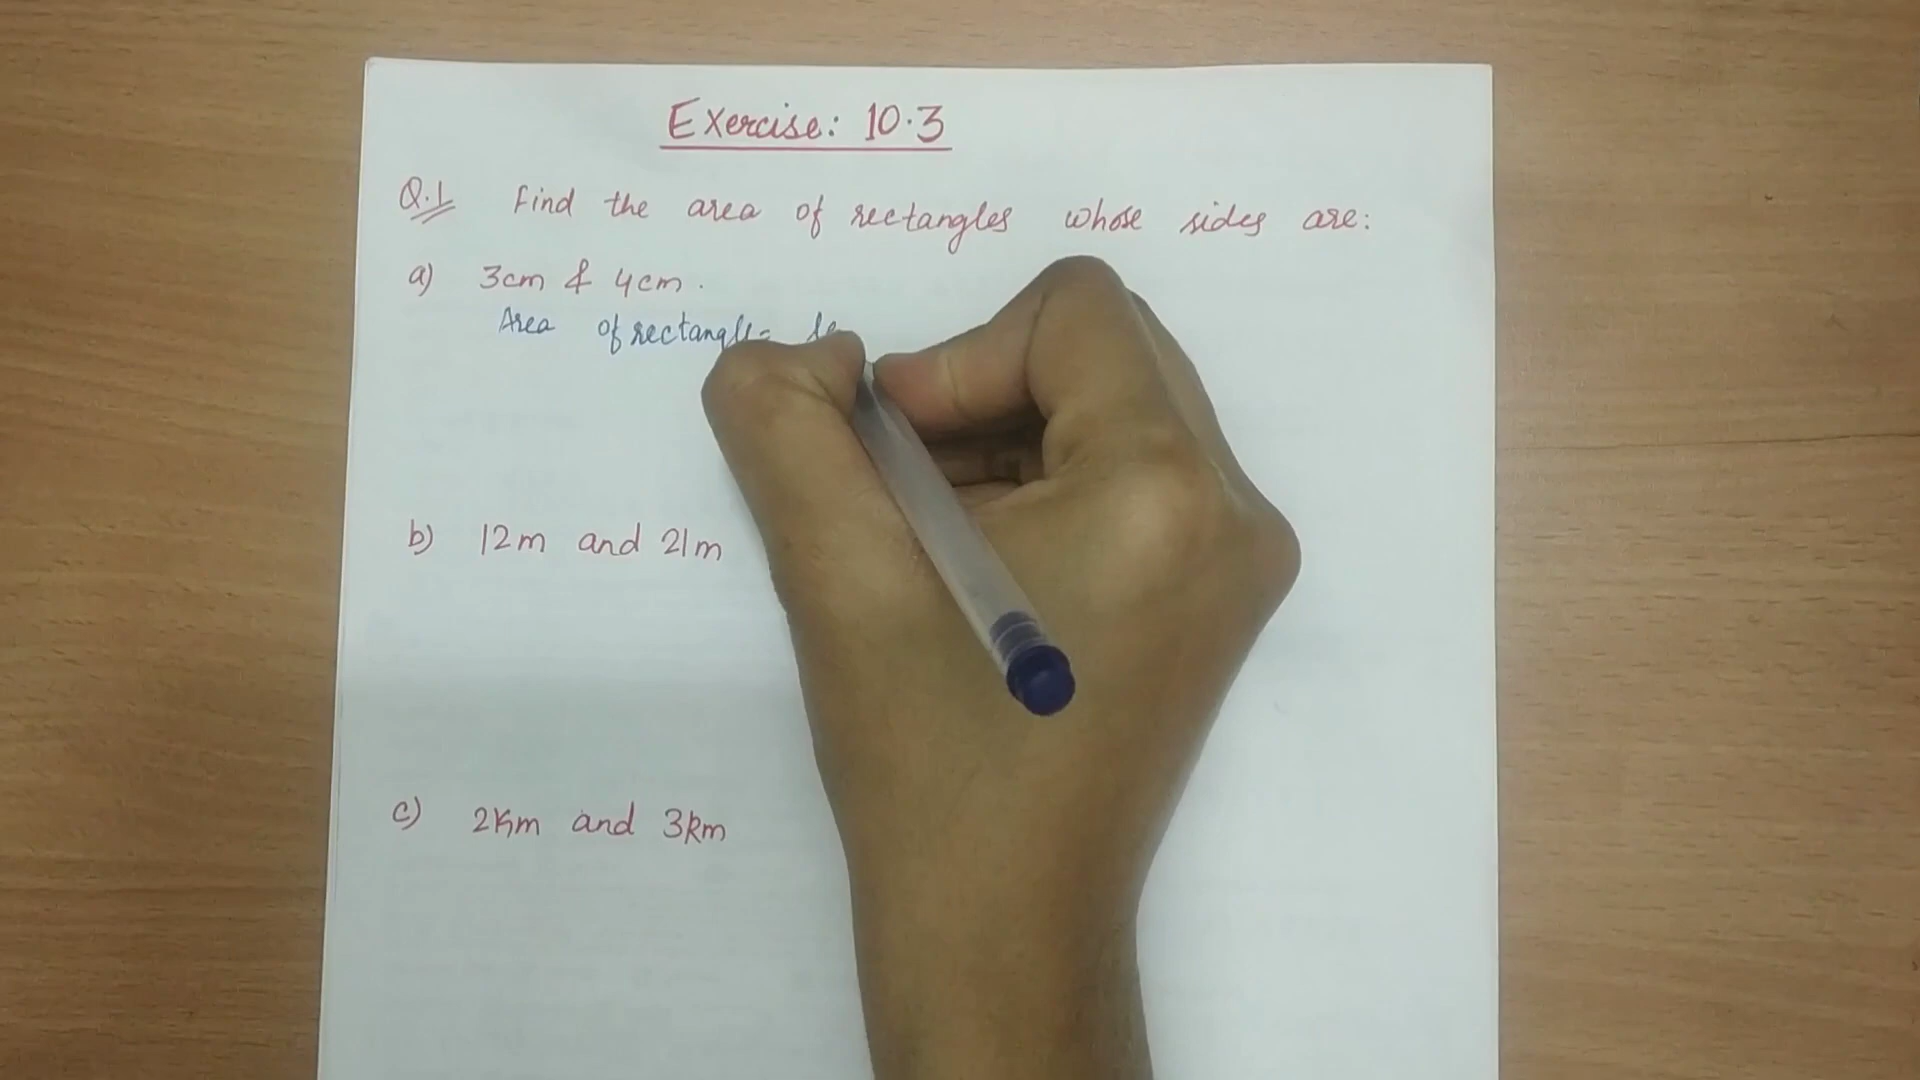 Exercise: 10.3
Q.1 Find the area of rectangles whose sides are:
a) 3cm & 4cm.
Area of rectangle = le
b) 12m and 21m
c) 2Km and 3km